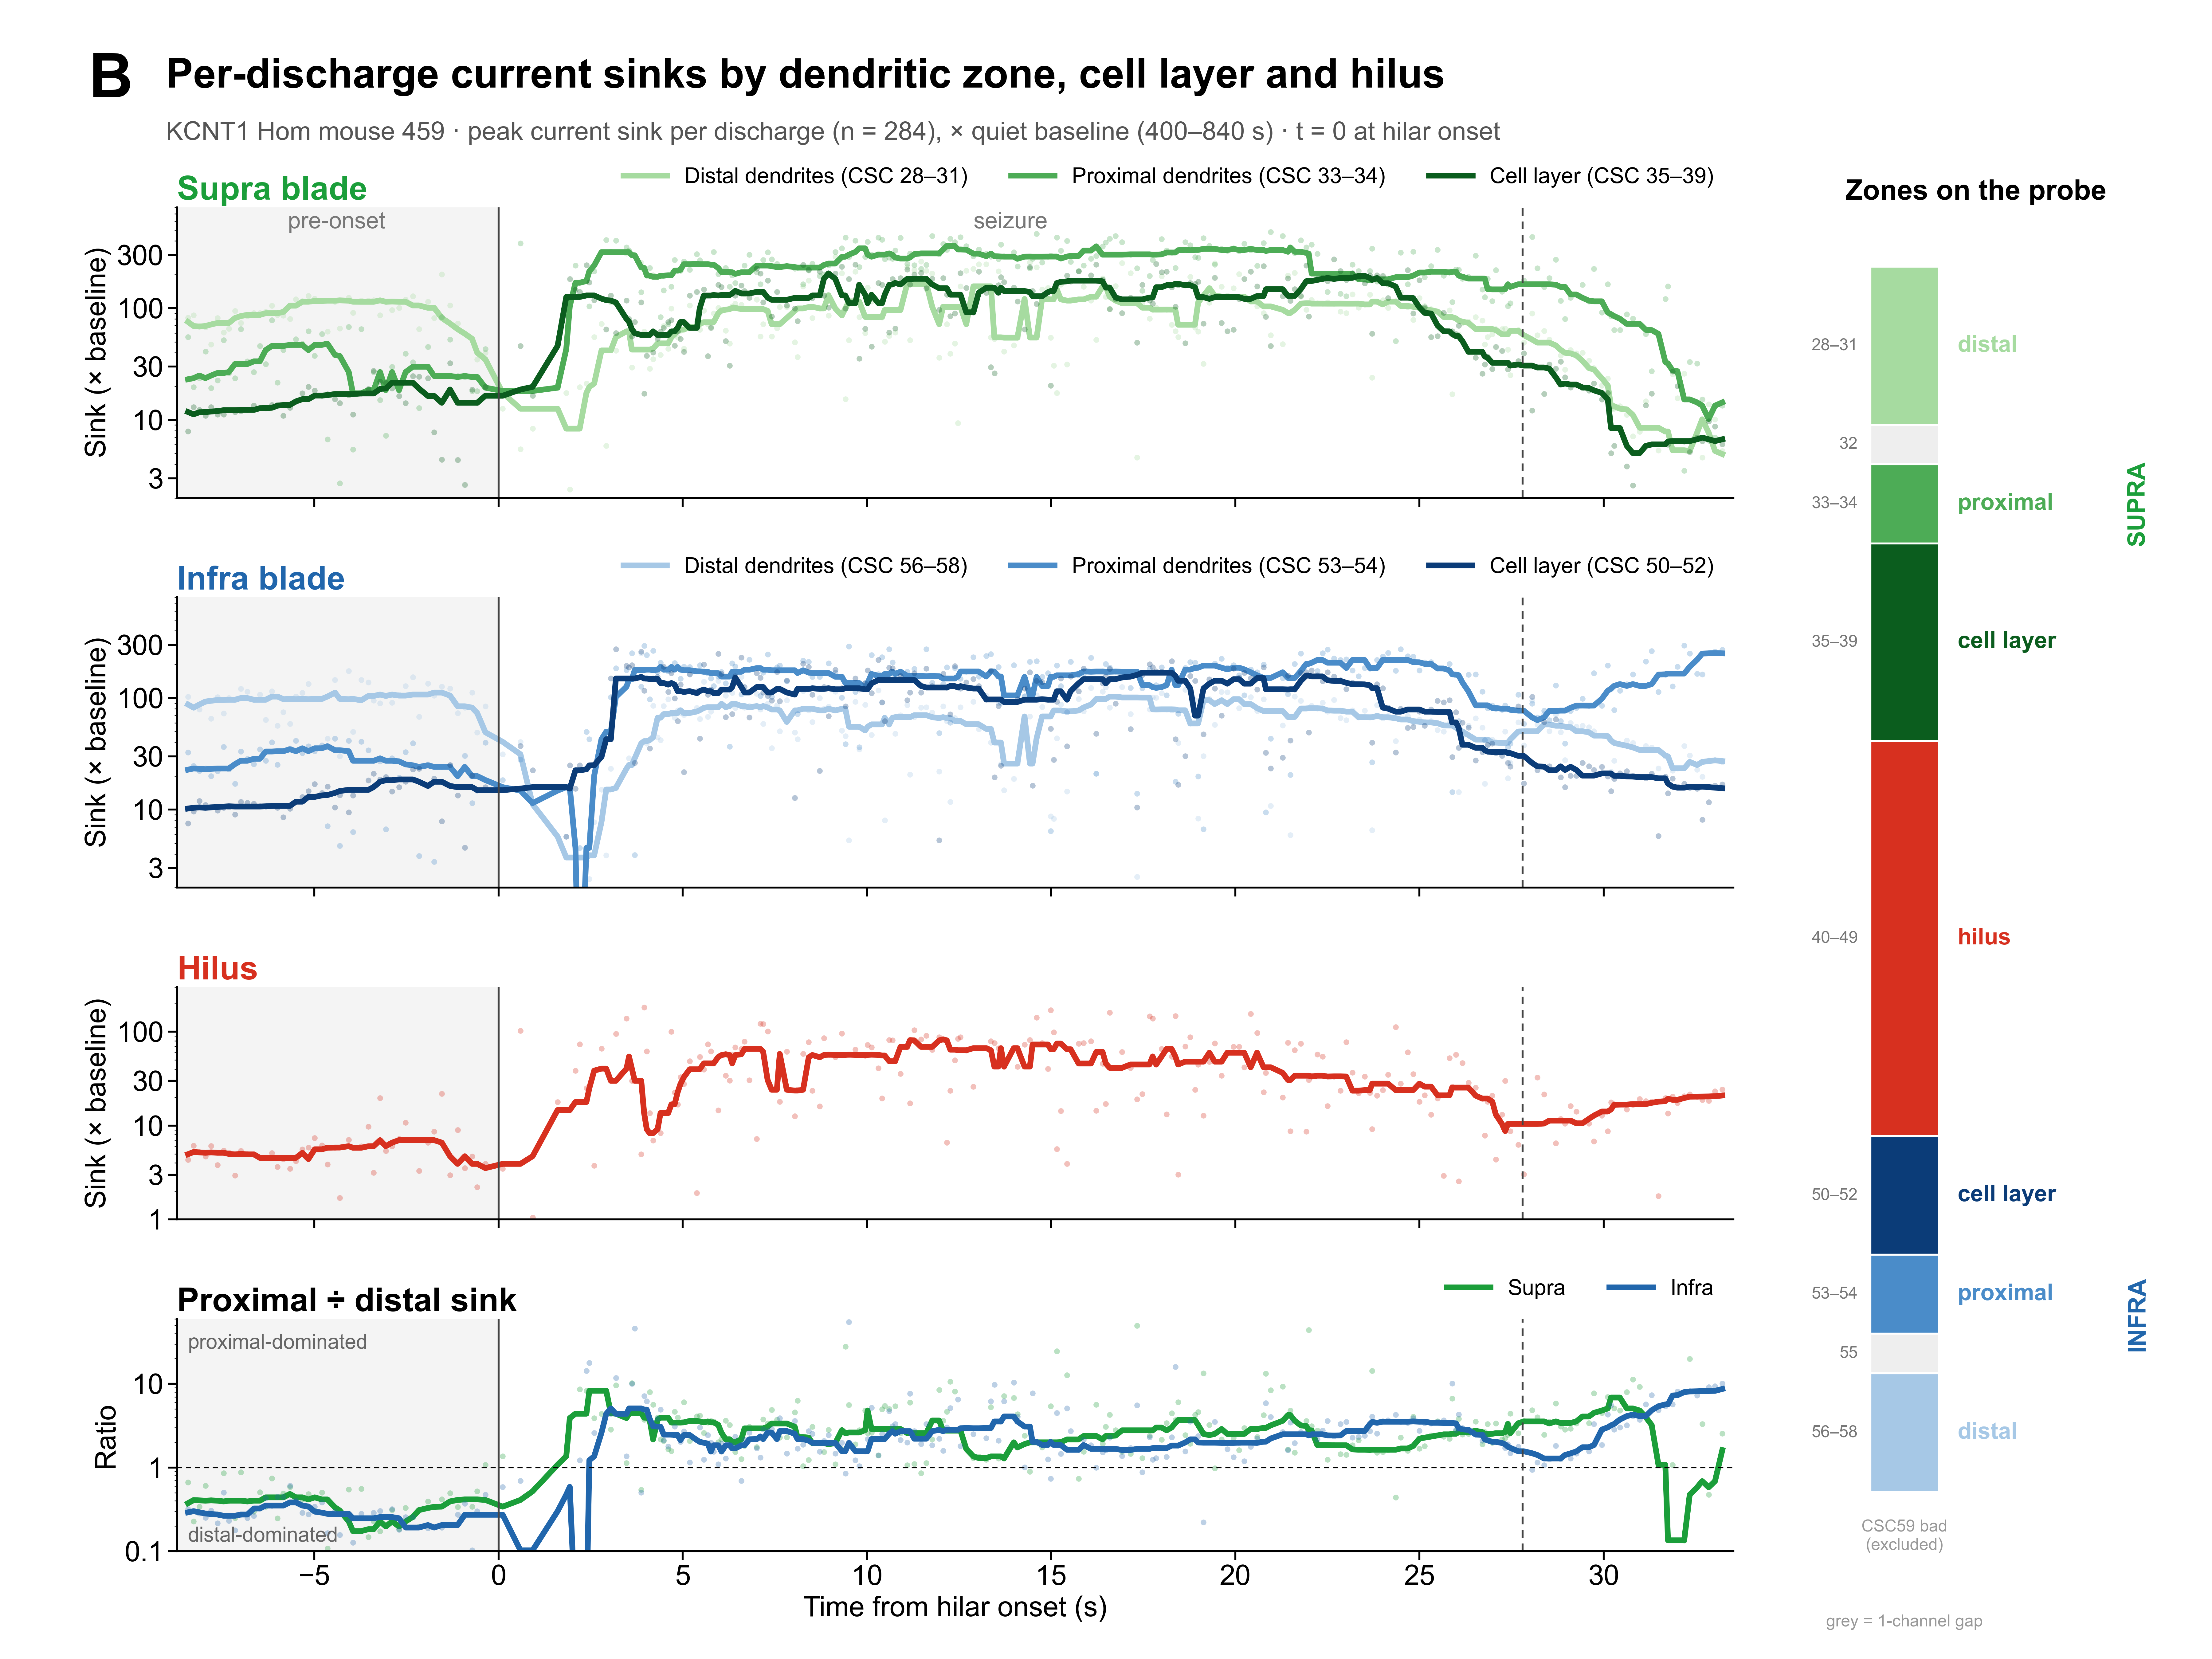 B Per-discharge current sinks by dendritic zone, cell layer and hilus
KCNT1 Hom mouse 459 · peak current sink per discharge (n = 284), × quiet baseline (400–840 s) · t = 0 at hilar onset
Supra blade
Distal dendrites (CSC 28–31) Proximal dendrites (CSC 33–34) Cell layer (CSC 35–39)
pre-onset seizure
Sink (× baseline)
300
100
30
10
3
Infra blade
Distal dendrites (CSC 56–58) Proximal dendrites (CSC 53–54) Cell layer (CSC 50–52)
Sink (× baseline)
300
100
30
10
3
Hilus
Sink (× baseline)
100
30
10
3
1
Proximal ÷ distal sink
Supra Infra
proximal-dominated
distal-dominated
Ratio
10
1
0.1
−5 0 5 10 15 20 25 30
Time from hilar onset (s)
Zones on the probe
28–31 distal
32
33–34 proximal
SUPRA
35–39 cell layer
40–49 hilus
50–52 cell layer
53–54 proximal
INFRA
55
56–58 distal
CSC59 bad
(excluded)
grey = 1-channel gap